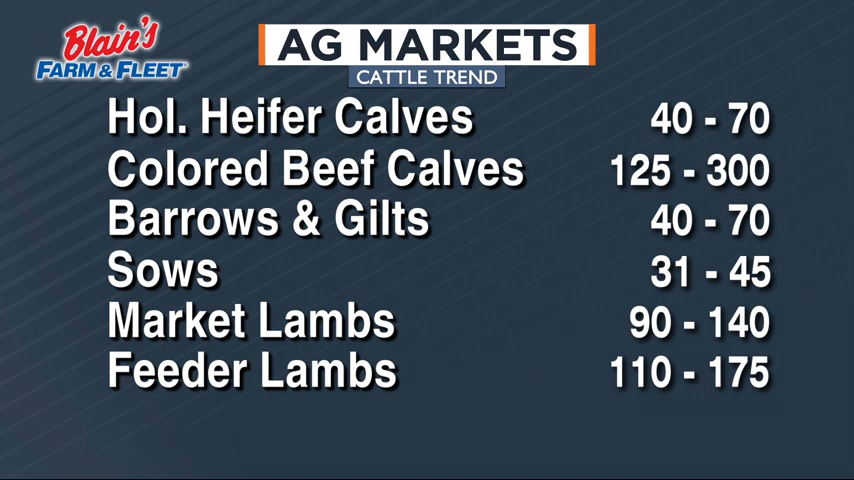 Blain's
FARM & FLEET
AG MARKETS
CATTLE TREND
Hol. Heifer Calves 40 - 70
Colored Beef Calves 125 - 300
Barrows & Gilts 40 - 70
Sows 31 - 45
Market Lambs 90 - 140
Feeder Lambs 110 - 175